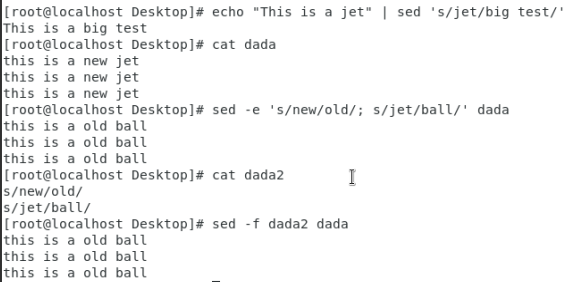 [root@localhost Desktop]# echo "This is a jet" | sed 's/jet/big test/'
This is a big test
[root@localhost Desktop]# cat dada
this is a new jet
this is a new jet
this is a new jet
[root@localhost Desktop]# sed -e 's/new/old/; s/jet/ball/' dada
this is a old ball
this is a old ball
this is a old ball
[root@localhost Desktop]# cat dada2
s/new/old/
s/jet/ball/
[root@localhost Desktop]# sed -f dada2 dada
this is a old ball
this is a old ball
this is a old ball